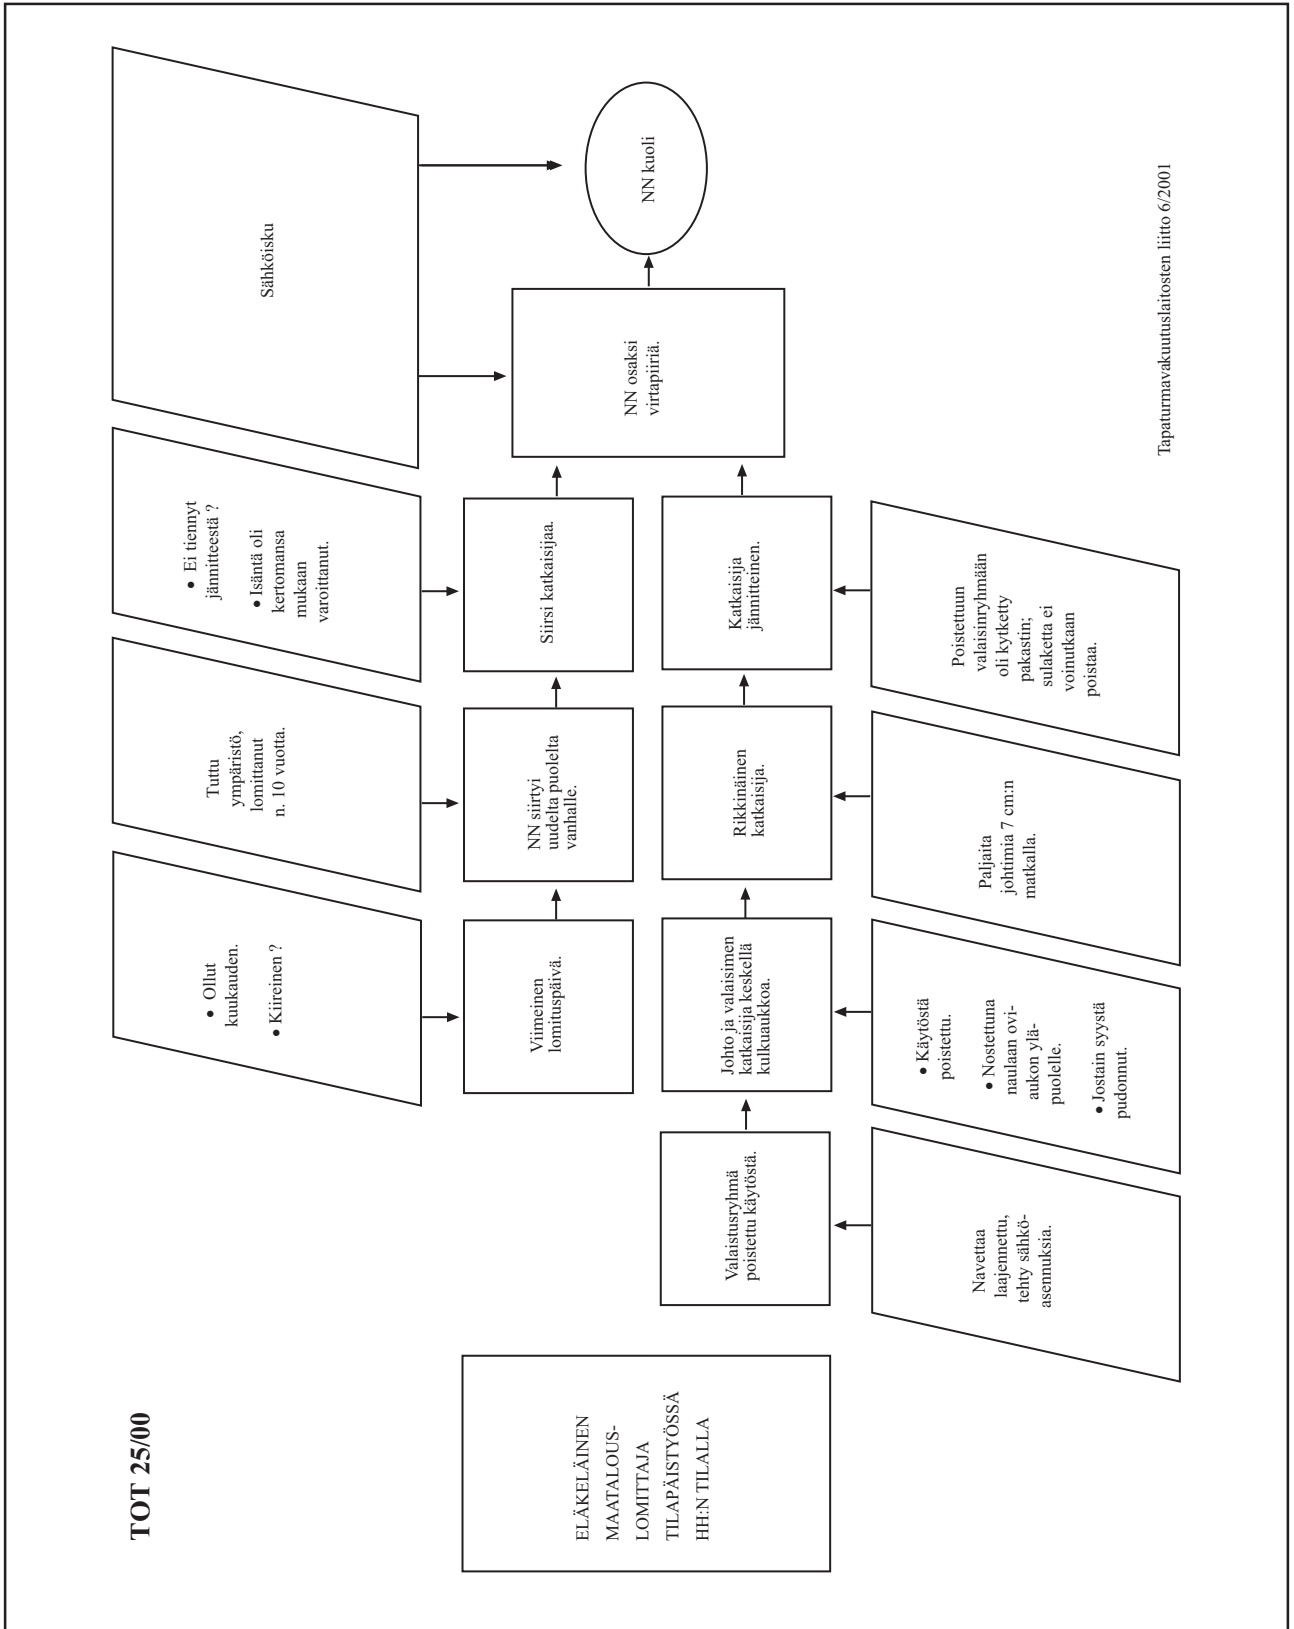 TOT 25/00
ELÄKELÄINEN
MAATALOUS-
LOMITTAJA
TILAPÄISTYÖSSÄ
HH:N TILALLA
• Ollut
kuukauden.
• Kiireinen ?
Tuttu
ympäristö,
lomittanut
n. 10 vuotta.
• Ei tiennyt
jännitteestä ?
• Isäntä oli
kertomansa
mukaan
varoittanut.
Sähköisku
Viimeinen
lomituspäivä.
NN siirtyi
uudelta puolelta
vanhalle.
Siirsi katkaisijaa.
NN osaksi
virtapiiriä.
NN kuoli
Valaistusryhmä
poistettu käytöstä.
Johto ja valaisimen
katkaisija keskellä
kulkuaukkoa.
Rikkinäinen
katkaisija.
Katkaisija
jännitteinen.
Navettaa
laajennettu,
tehty sähkö-
asennuksia.
• Käytöstä
poistettu.
• Nostettuna
naulaan ovi-
aukon ylä-
puolelle.
• Jostain syystä
pudonnut.
Paljaita
johtimia 7 cm:n
matkalla.
Poistettuun
valaisinryhmään
oli kytketty
pakastin;
sulaketta ei
voinutkaan
poistaa.
Tapaturmavakuutuslaitosten liitto 6/2001